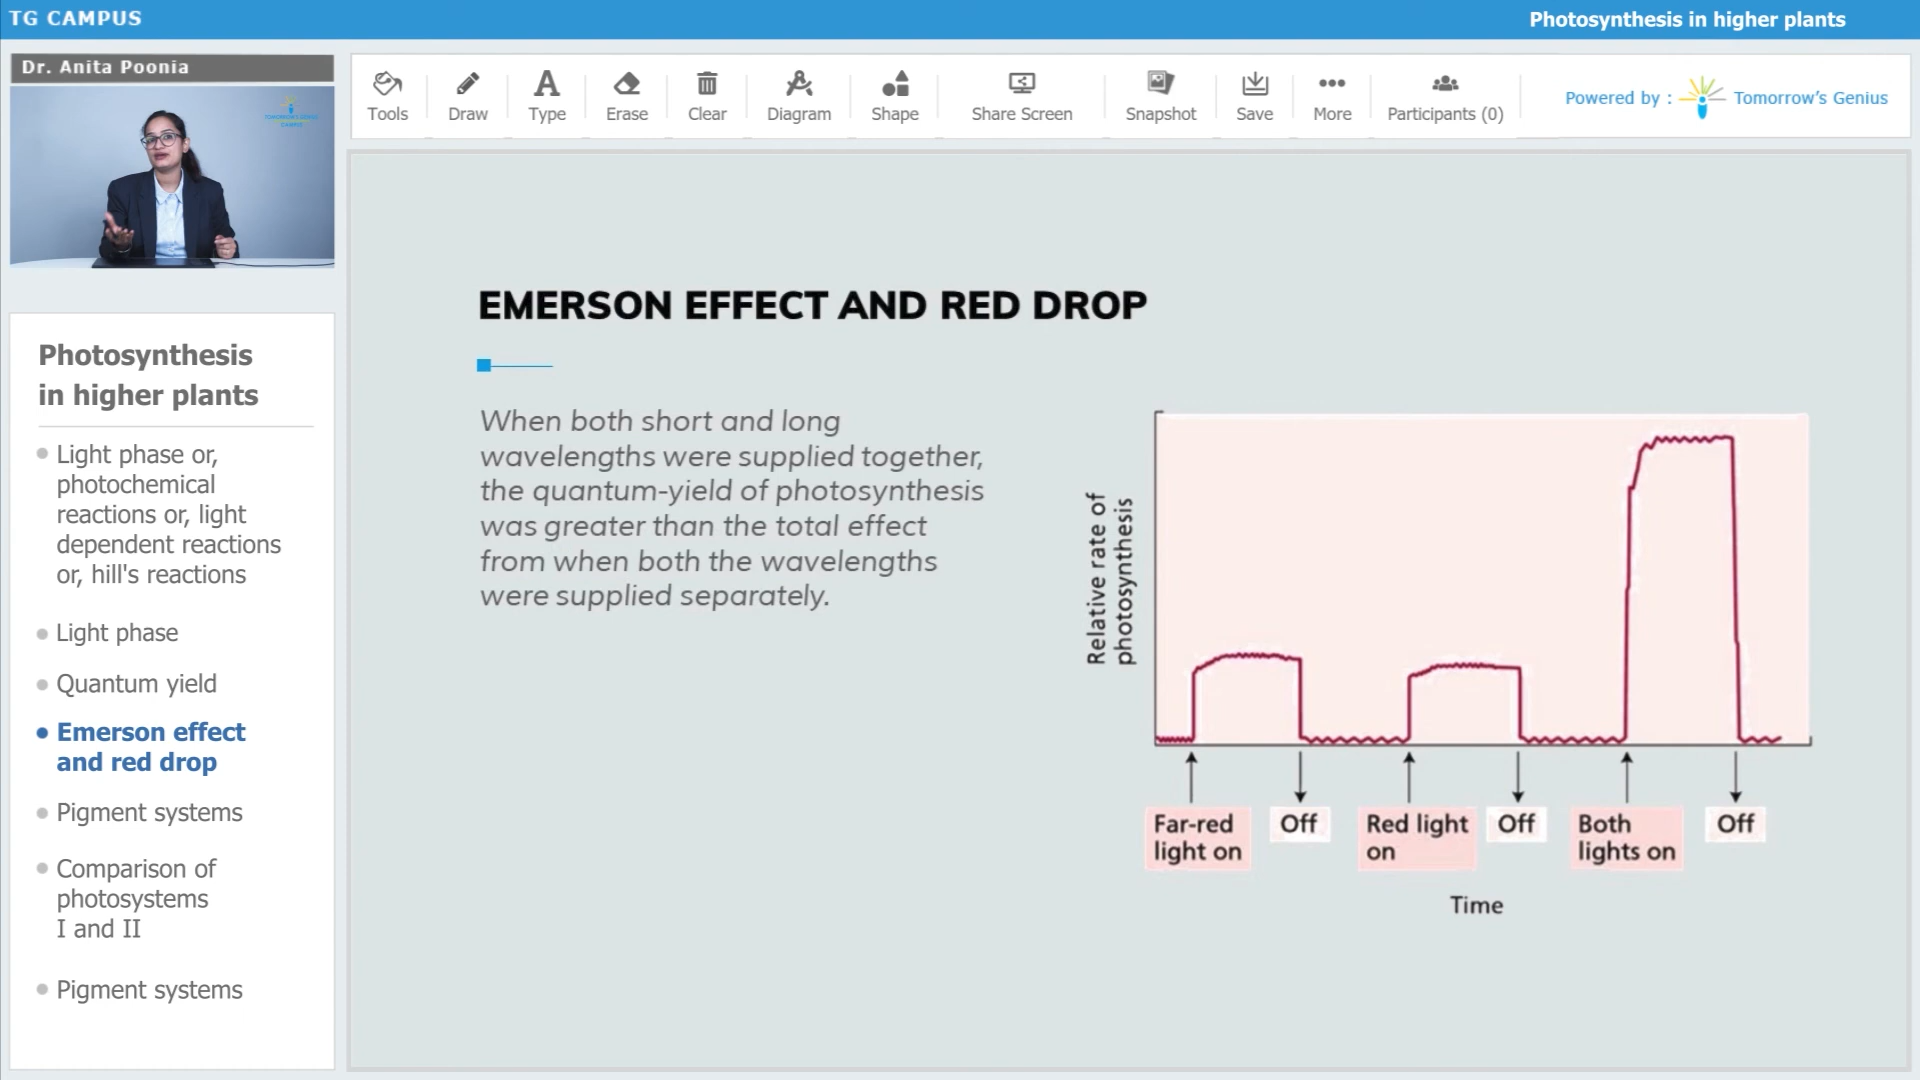 TG CAMPUS
Photosynthesis in higher plants
Dr. Anita Poonia
TOMORROW'S GENIUS
CAMPUS
Tools
Draw
Type
Erase
Clear
Diagram
Shape
Share Screen
Snapshot
Save
More
Participants (0)
Powered by :
Tomorrow's Genius
Photosynthesis
in higher plants
Light phase or,
photochemical
reactions or, light
dependent reactions
or, hill's reactions
Light phase
Quantum yield
Emerson effect
and red drop
Pigment systems
Comparison of
photosystems
I and II
Pigment systems
EMERSON EFFECT AND RED DROP
When both short and long
wavelengths were supplied together,
the quantum-yield of photosynthesis
was greater than the total effect
from when both the wavelengths
were supplied separately.
Relative rate of
photosynthesis
Far-red
light on
Off
Red light
on
Off
Both
lights on
Off
Time